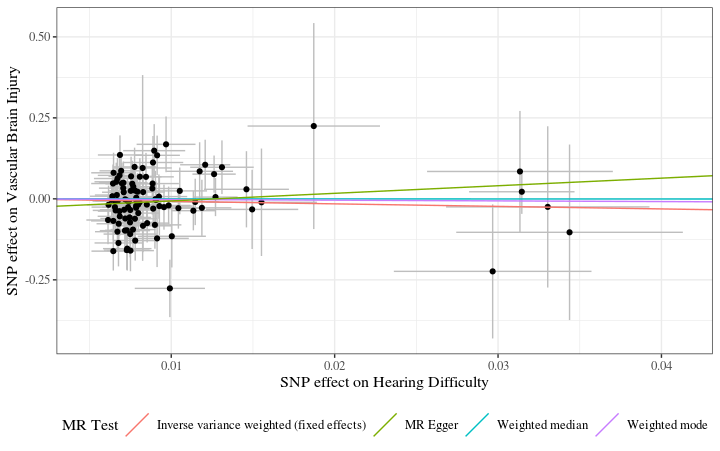 0.50
0.25
0.00
-0.25
SNP effect on Vascular Brain Injury
0.01 0.02 0.03 0.04
SNP effect on Hearing Difficulty
MR Test Inverse variance weighted (fixed effects) MR Egger Weighted median Weighted mode